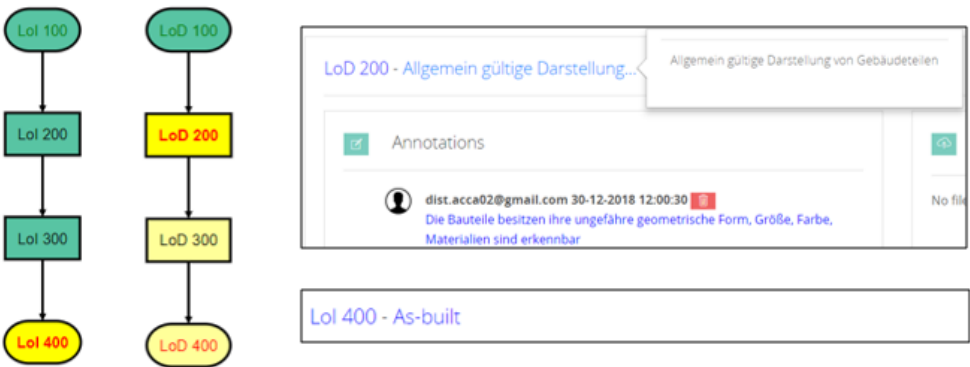 LoI 100
LoI 200
LoI 300
LoI 400
LoD 100
LoD 200
LoD 300
LoD 400
LoD 200 - Allgemein gültige Darstellung...
Allgemein gültige Darstellung von Gebäudeteilen
Annotations
dist.acca02@gmail.com 30-12-2018 12:00:30
Die Bauteile besitzen ihre ungefähre geometrische Form, Größe, Farbe,
Materialien sind erkennbar
No file
LoI 400 - As-built